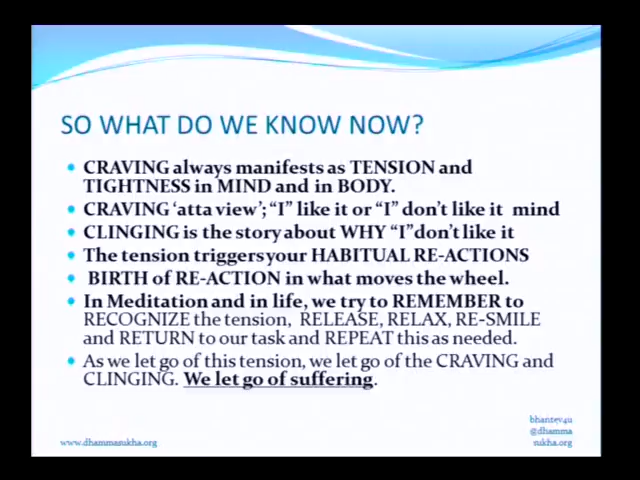 SO WHAT DO WE KNOW NOW?
CRAVING always manifests as TENSION and
TIGHTNESS in MIND and in BODY.
CRAVING ‘atta view’; “I” like it or “I” don’t like it mind
CLINGING is the story about WHY “I”don’t like it
The tension triggers your HABITUAL RE-ACTIONS
BIRTH of RE-ACTION in what moves the wheel.
In Meditation and in life, we try to REMEMBER to
RECOGNIZE the tension, RELEASE, RELAX, RE-SMILE
and RETURN to our task and REPEAT this as needed.
As we let go of this tension, we let go of the CRAVING and
CLINGING. We let go of suffering.
bhante4u
@dhamma
sukha.org
www.dhammasukha.org